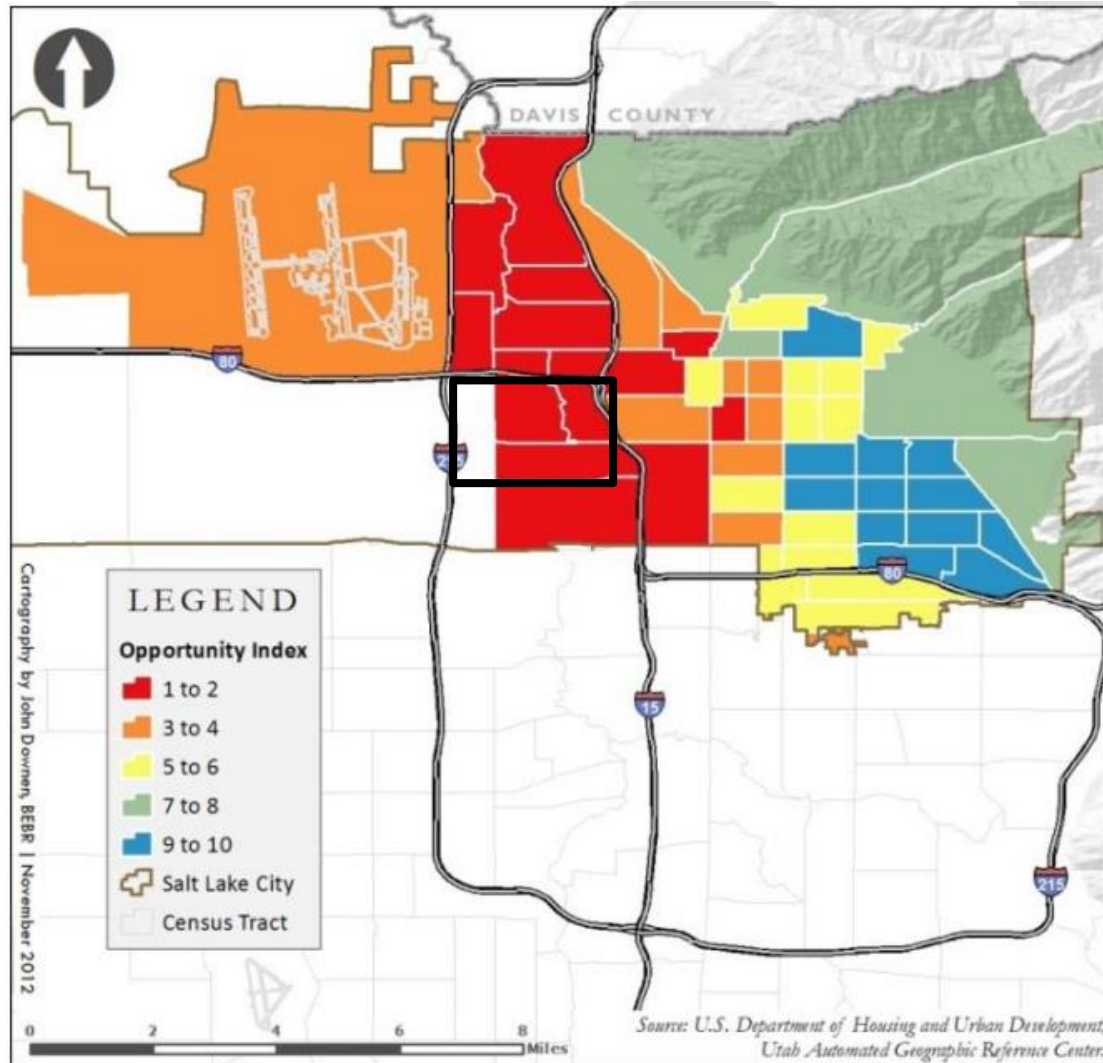 DAVIS COUNTY
80
15
80
215
LEGEND
Opportunity Index
1 to 2
3 to 4
5 to 6
7 to 8
9 to 10
Salt Lake City
Census Tract
Cartography by John Downen, BEBR | November 2012
0 2 4 6 8 Miles
Source: U.S. Department of Housing and Urban Development,
Utah Automated Geographic Reference Center